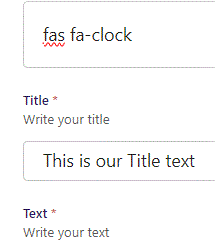 fas fa-clock
Title *
Write your title
This is our Title text
Text *
Write your text